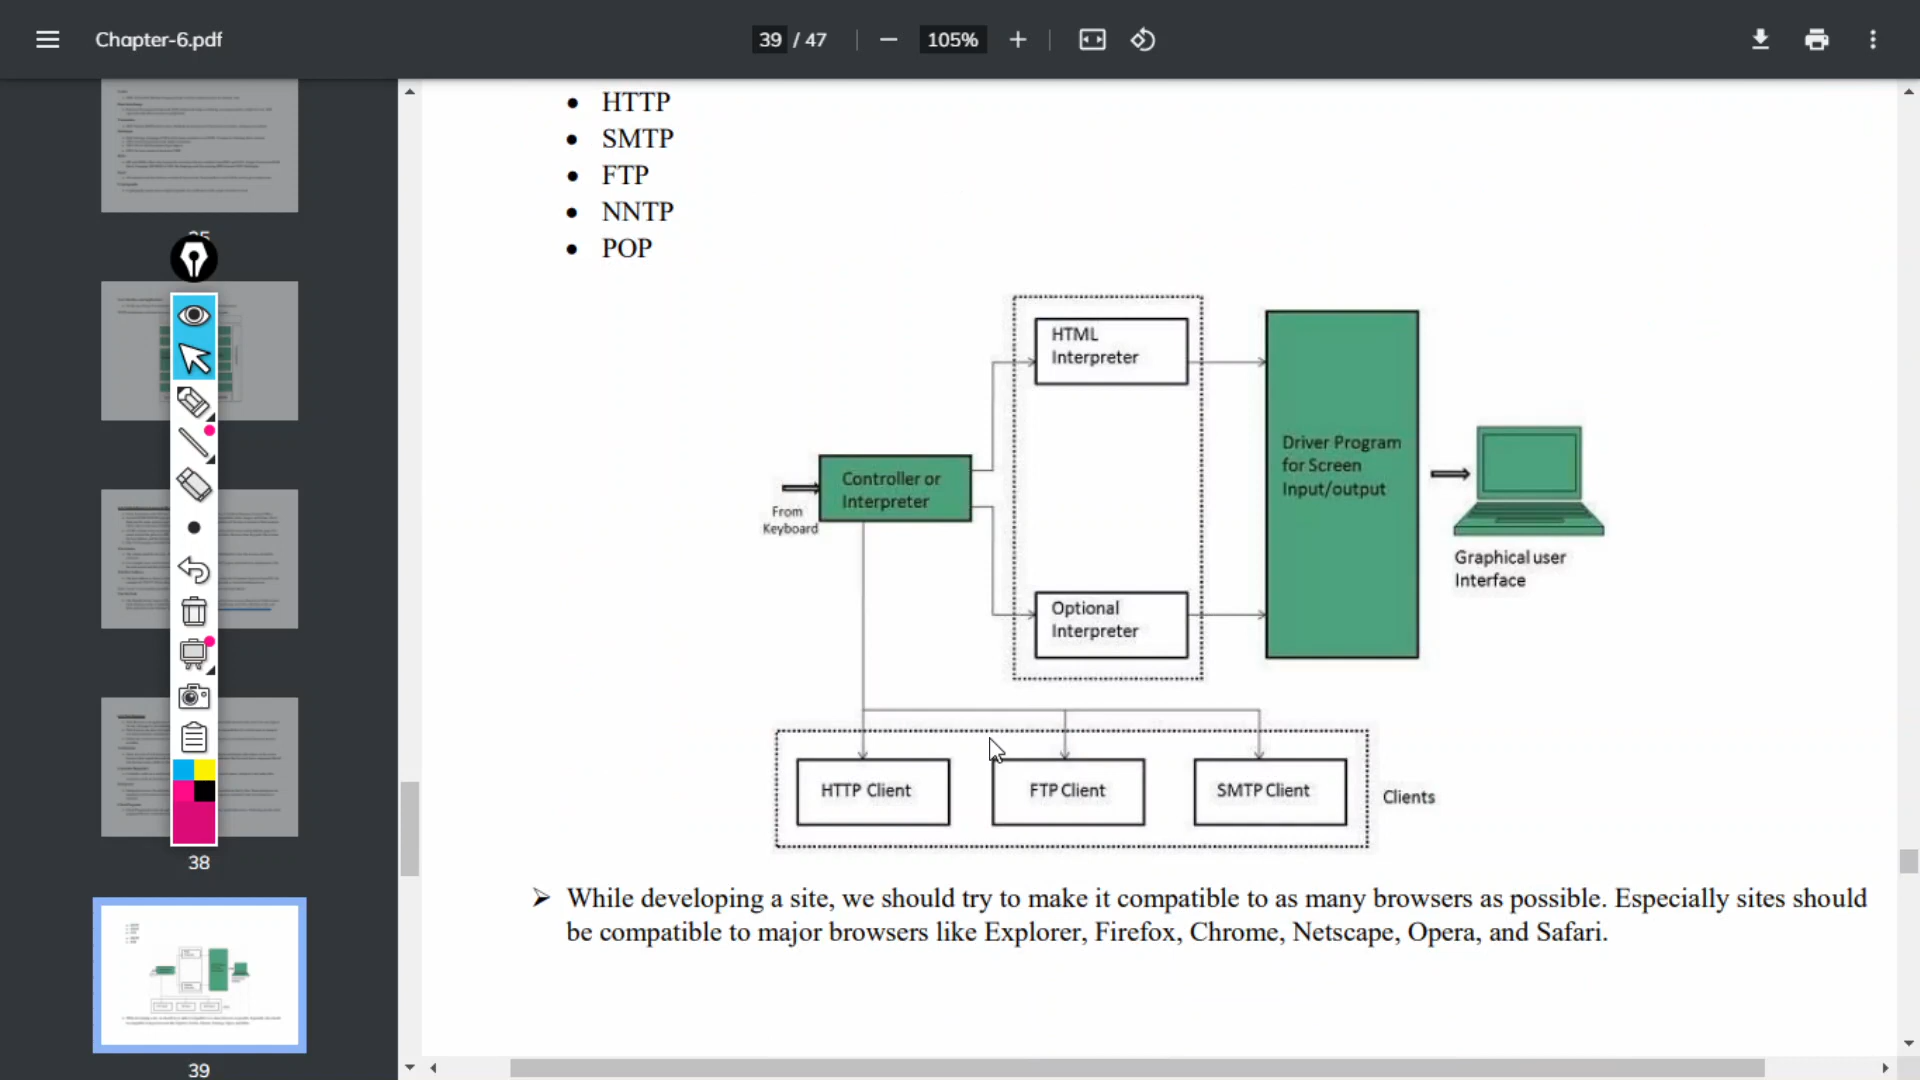 Chapter-6.pdf
39 / 47
105%
• HTTP
• SMTP
• FTP
• NNTP
• POP
HTML
Interpreter
Controller or
Interpreter
From
Keyboard
Driver Program
for Screen
Input/output
Graphical user
Interface
Optional
Interpreter
HTTP Client
FTP Client
SMTP Client
Clients
➢ While developing a site, we should try to make it compatible to as many browsers as possible. Especially sites should
be compatible to major browsers like Explorer, Firefox, Chrome, Netscape, Opera, and Safari.
38
39